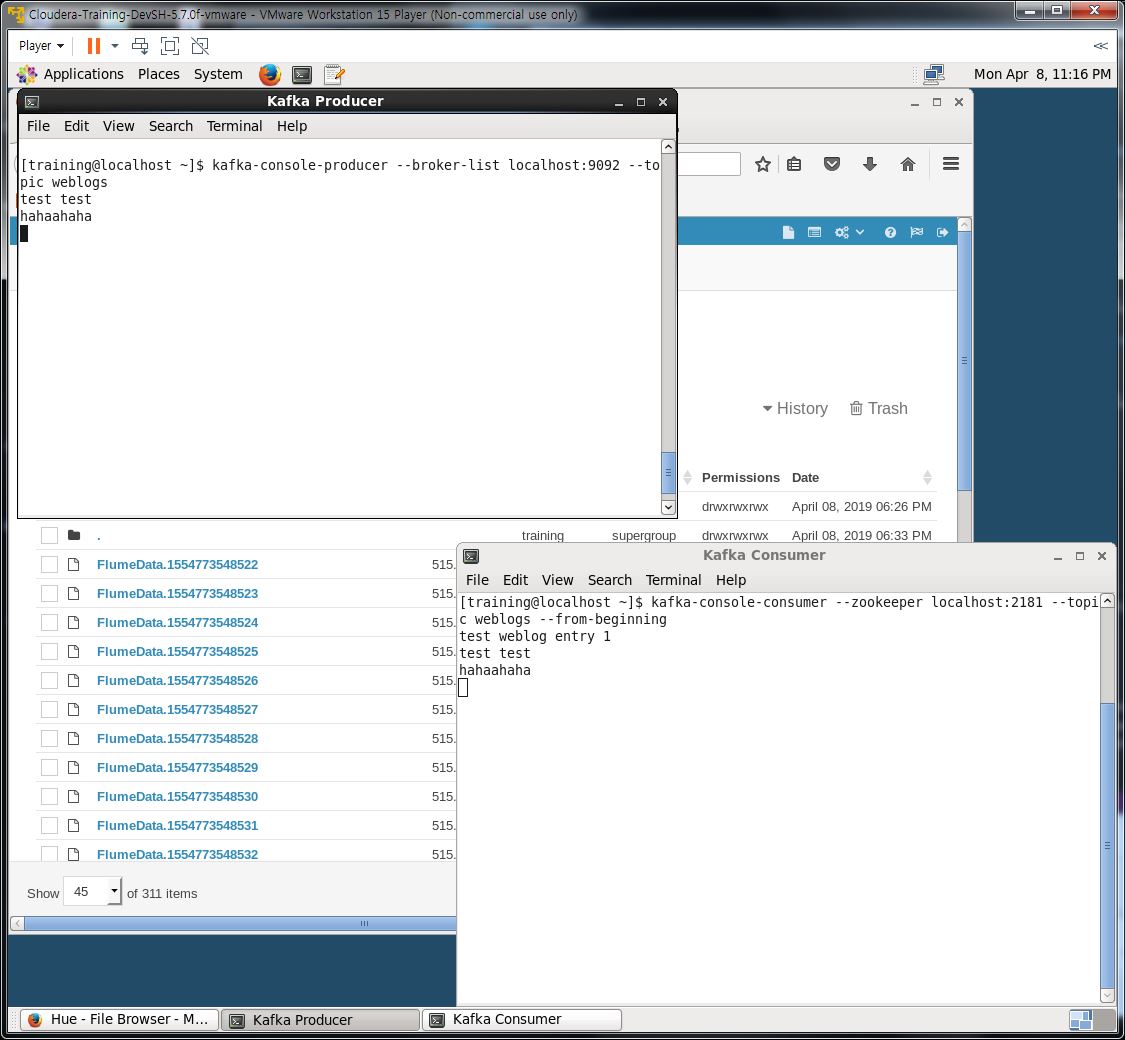 Cloudera-Training-DevSH-5.7.0f-vmware - VMware Workstation 15 Player (Non-commercial use only)
Player
Applications Places System Mon Apr 8, 11:16 PM
Kafka Producer
File Edit View Search Terminal Help
[training@localhost ~]$ kafka-console-producer --broker-list localhost:9092 --to
pic weblogs
test test
hahaahaha
History Trash
Permissions Date
drwxrwxrwx April 08, 2019 06:26 PM
. training supergroup drwxrwxrwx April 08, 2019 06:33 PM
FlumeData.1554773548522 515.
FlumeData.1554773548523 515.
FlumeData.1554773548524 515.
FlumeData.1554773548525 515.
FlumeData.1554773548526 515.
FlumeData.1554773548527 515.
FlumeData.1554773548528 515.
FlumeData.1554773548529 515.
FlumeData.1554773548530 515.
FlumeData.1554773548531 515.
FlumeData.1554773548532 515.
Show 45 of 311 items
Kafka Consumer
File Edit View Search Terminal Help
[training@localhost ~]$ kafka-console-consumer --zookeeper localhost:2181 --topi
c weblogs --from-beginning
test weblog entry 1
test test
hahaahaha
Hue - File Browser - M... Kafka Producer Kafka Consumer